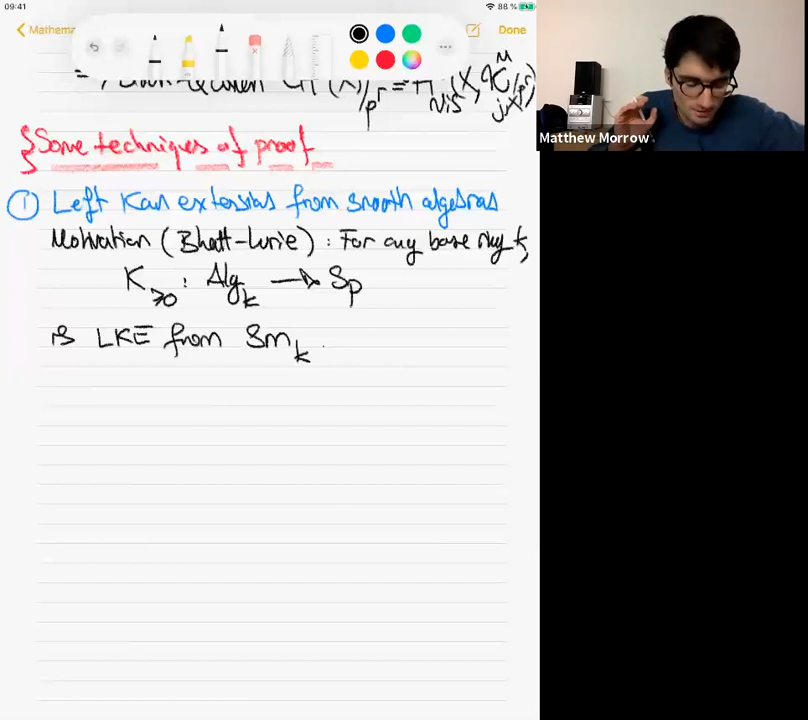 09:41
88 %
Mathema
Done
Matthew Morrow
§ Some techniques of proof
① Left Kan extensions from smooth algebras
Motivation (Bhatt-Lurie) : For any base ring k,
K≥0 : Alg_k → Sp
is LKE from Sm_k .